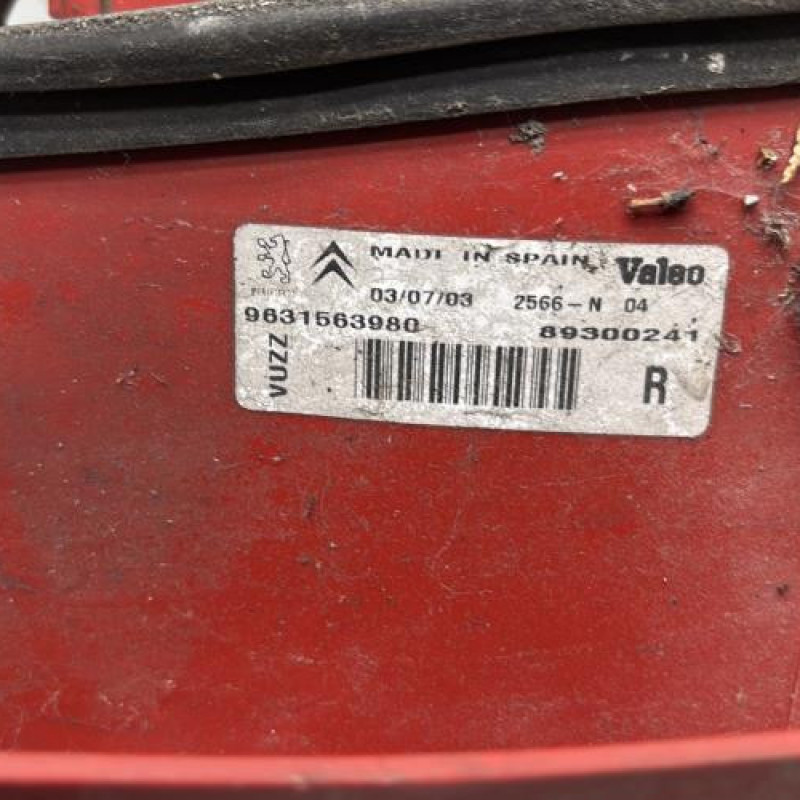 MADE IN SPAIN Valeo
03/07/03 2566-N 04
9631563980 89300241
VUZZ
R